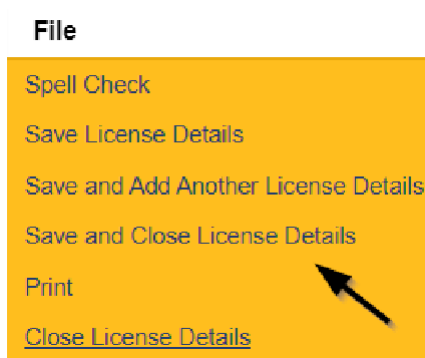 File
Spell Check
Save License Details
Save and Add Another License Details
Save and Close License Details
Print
Close License Details